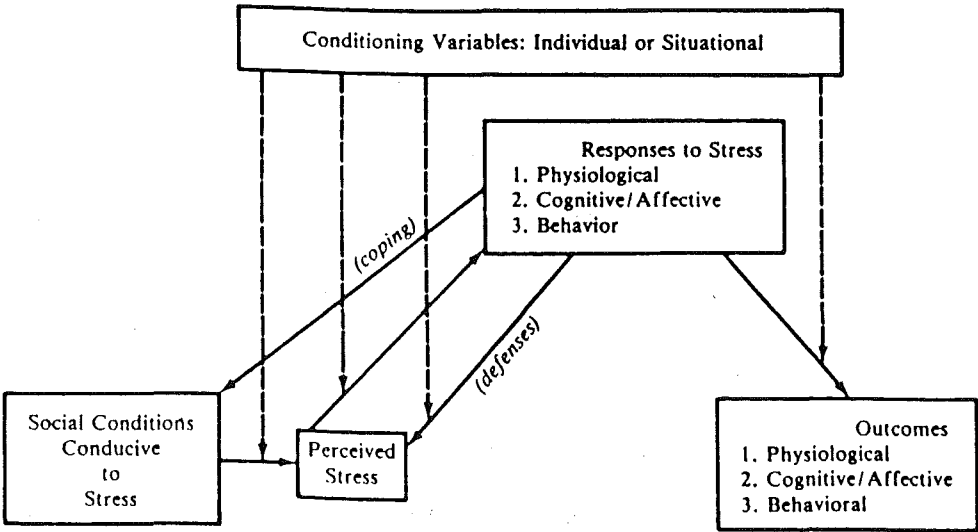 Conditioning Variables: Individual or Situational
Responses to Stress
1. Physiological
2. Cognitive/Affective
3. Behavior
(coping)
(defenses)
Social Conditions
Conducive
to
Stress
Perceived
Stress
Outcomes
1. Physiological
2. Cognitive/Affective
3. Behavioral